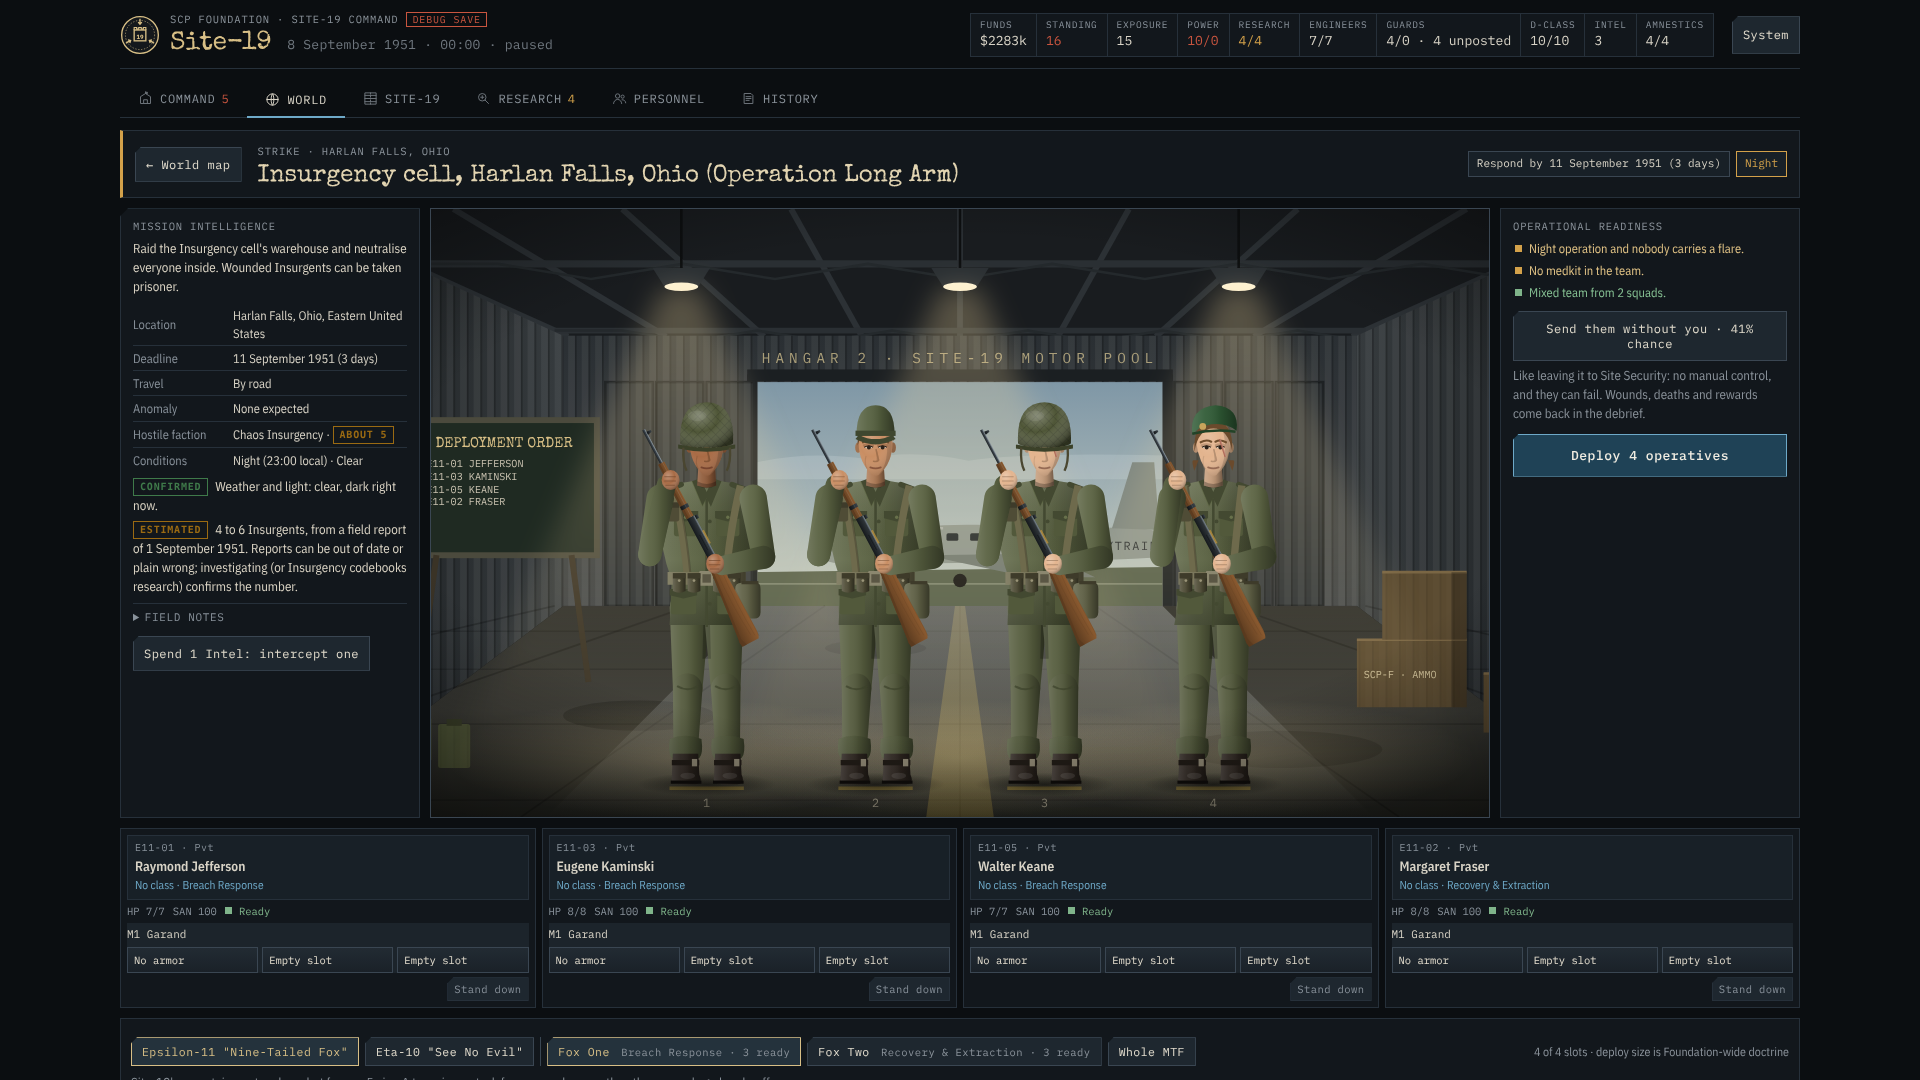 SCP FOUNDATION · SITE-19 COMMAND DEBUG SAVE
Site-19 8 September 1951 · 00:00 · paused
FUNDS
$2283k
STANDING
16
EXPOSURE
15
POWER
10/0
RESEARCH
4/4
ENGINEERS
7/7
GUARDS
4/0 · 4 unposted
D-CLASS
10/10
INTEL
3
AMNESTICS
4/4
System
COMMAND 5
WORLD
SITE-19
RESEARCH 4
PERSONNEL
HISTORY
← World map
STRIKE · HARLAN FALLS, OHIO
Insurgency cell, Harlan Falls, Ohio (Operation Long Arm)
Respond by 11 September 1951 (3 days)
Night
MISSION INTELLIGENCE
Raid the Insurgency cell's warehouse and neutralise
everyone inside. Wounded Insurgents can be taken
prisoner.
Location Harlan Falls, Ohio, Eastern United
States
Deadline 11 September 1951 (3 days)
Travel By road
Anomaly None expected
Hostile faction Chaos Insurgency · ABOUT 5
Conditions Night (23:00 local) · Clear
CONFIRMED Weather and light: clear, dark right
now.
ESTIMATED 4 to 6 Insurgents, from a field report
of 1 September 1951. Reports can be out of date or
plain wrong; investigating (or Insurgency codebooks
research) confirms the number.
FIELD NOTES
Spend 1 Intel: intercept one
HANGAR 2 · SITE-19 MOTOR POOL
DEPLOYMENT ORDER
E11-01 JEFFERSON
E11-03 KAMINSKI
E11-05 KEANE
E11-02 FRASER
SCP-F · AMMO
1
2
3
4
OPERATIONAL READINESS
Night operation and nobody carries a flare.
No medkit in the team.
Mixed team from 2 squads.
Send them without you · 41%
chance
Like leaving it to Site Security: no manual control,
and they can fail. Wounds, deaths and rewards
come back in the debrief.
Deploy 4 operatives
E11-01 · Pvt
Raymond Jefferson
No class · Breach Response
HP 7/7 SAN 100 Ready
M1 Garand
No armor
Empty slot
Empty slot
Stand down
E11-03 · Pvt
Eugene Kaminski
No class · Breach Response
HP 8/8 SAN 100 Ready
M1 Garand
No armor
Empty slot
Empty slot
Stand down
E11-05 · Pvt
Walter Keane
No class · Breach Response
HP 7/7 SAN 100 Ready
M1 Garand
No armor
Empty slot
Empty slot
Stand down
E11-02 · Pvt
Margaret Fraser
No class · Recovery & Extraction
HP 8/8 SAN 100 Ready
M1 Garand
No armor
Empty slot
Empty slot
Stand down
Epsilon-11 "Nine-Tailed Fox"
Eta-10 "See No Evil"
Fox One Breach Response · 3 ready
Fox Two Recovery & Extraction · 3 ready
Whole MTF
4 of 4 slots · deploy size is Foundation-wide doctrine